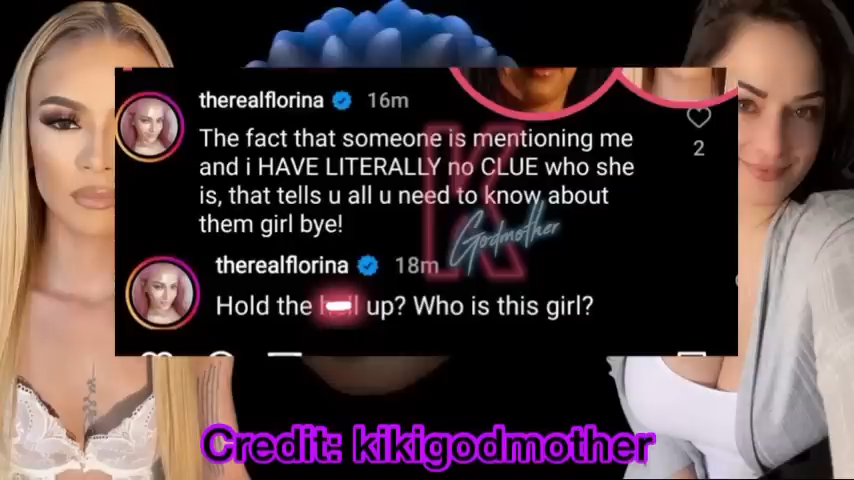 therealflorina 16m
The fact that someone is mentioning me
and i HAVE LITERALLY no CLUE who she
is, that tells u all u need to know about
them girl bye!
2
K
Godmother
therealflorina 18m
Hold the up? Who is this girl?
Credit: kikigodmother